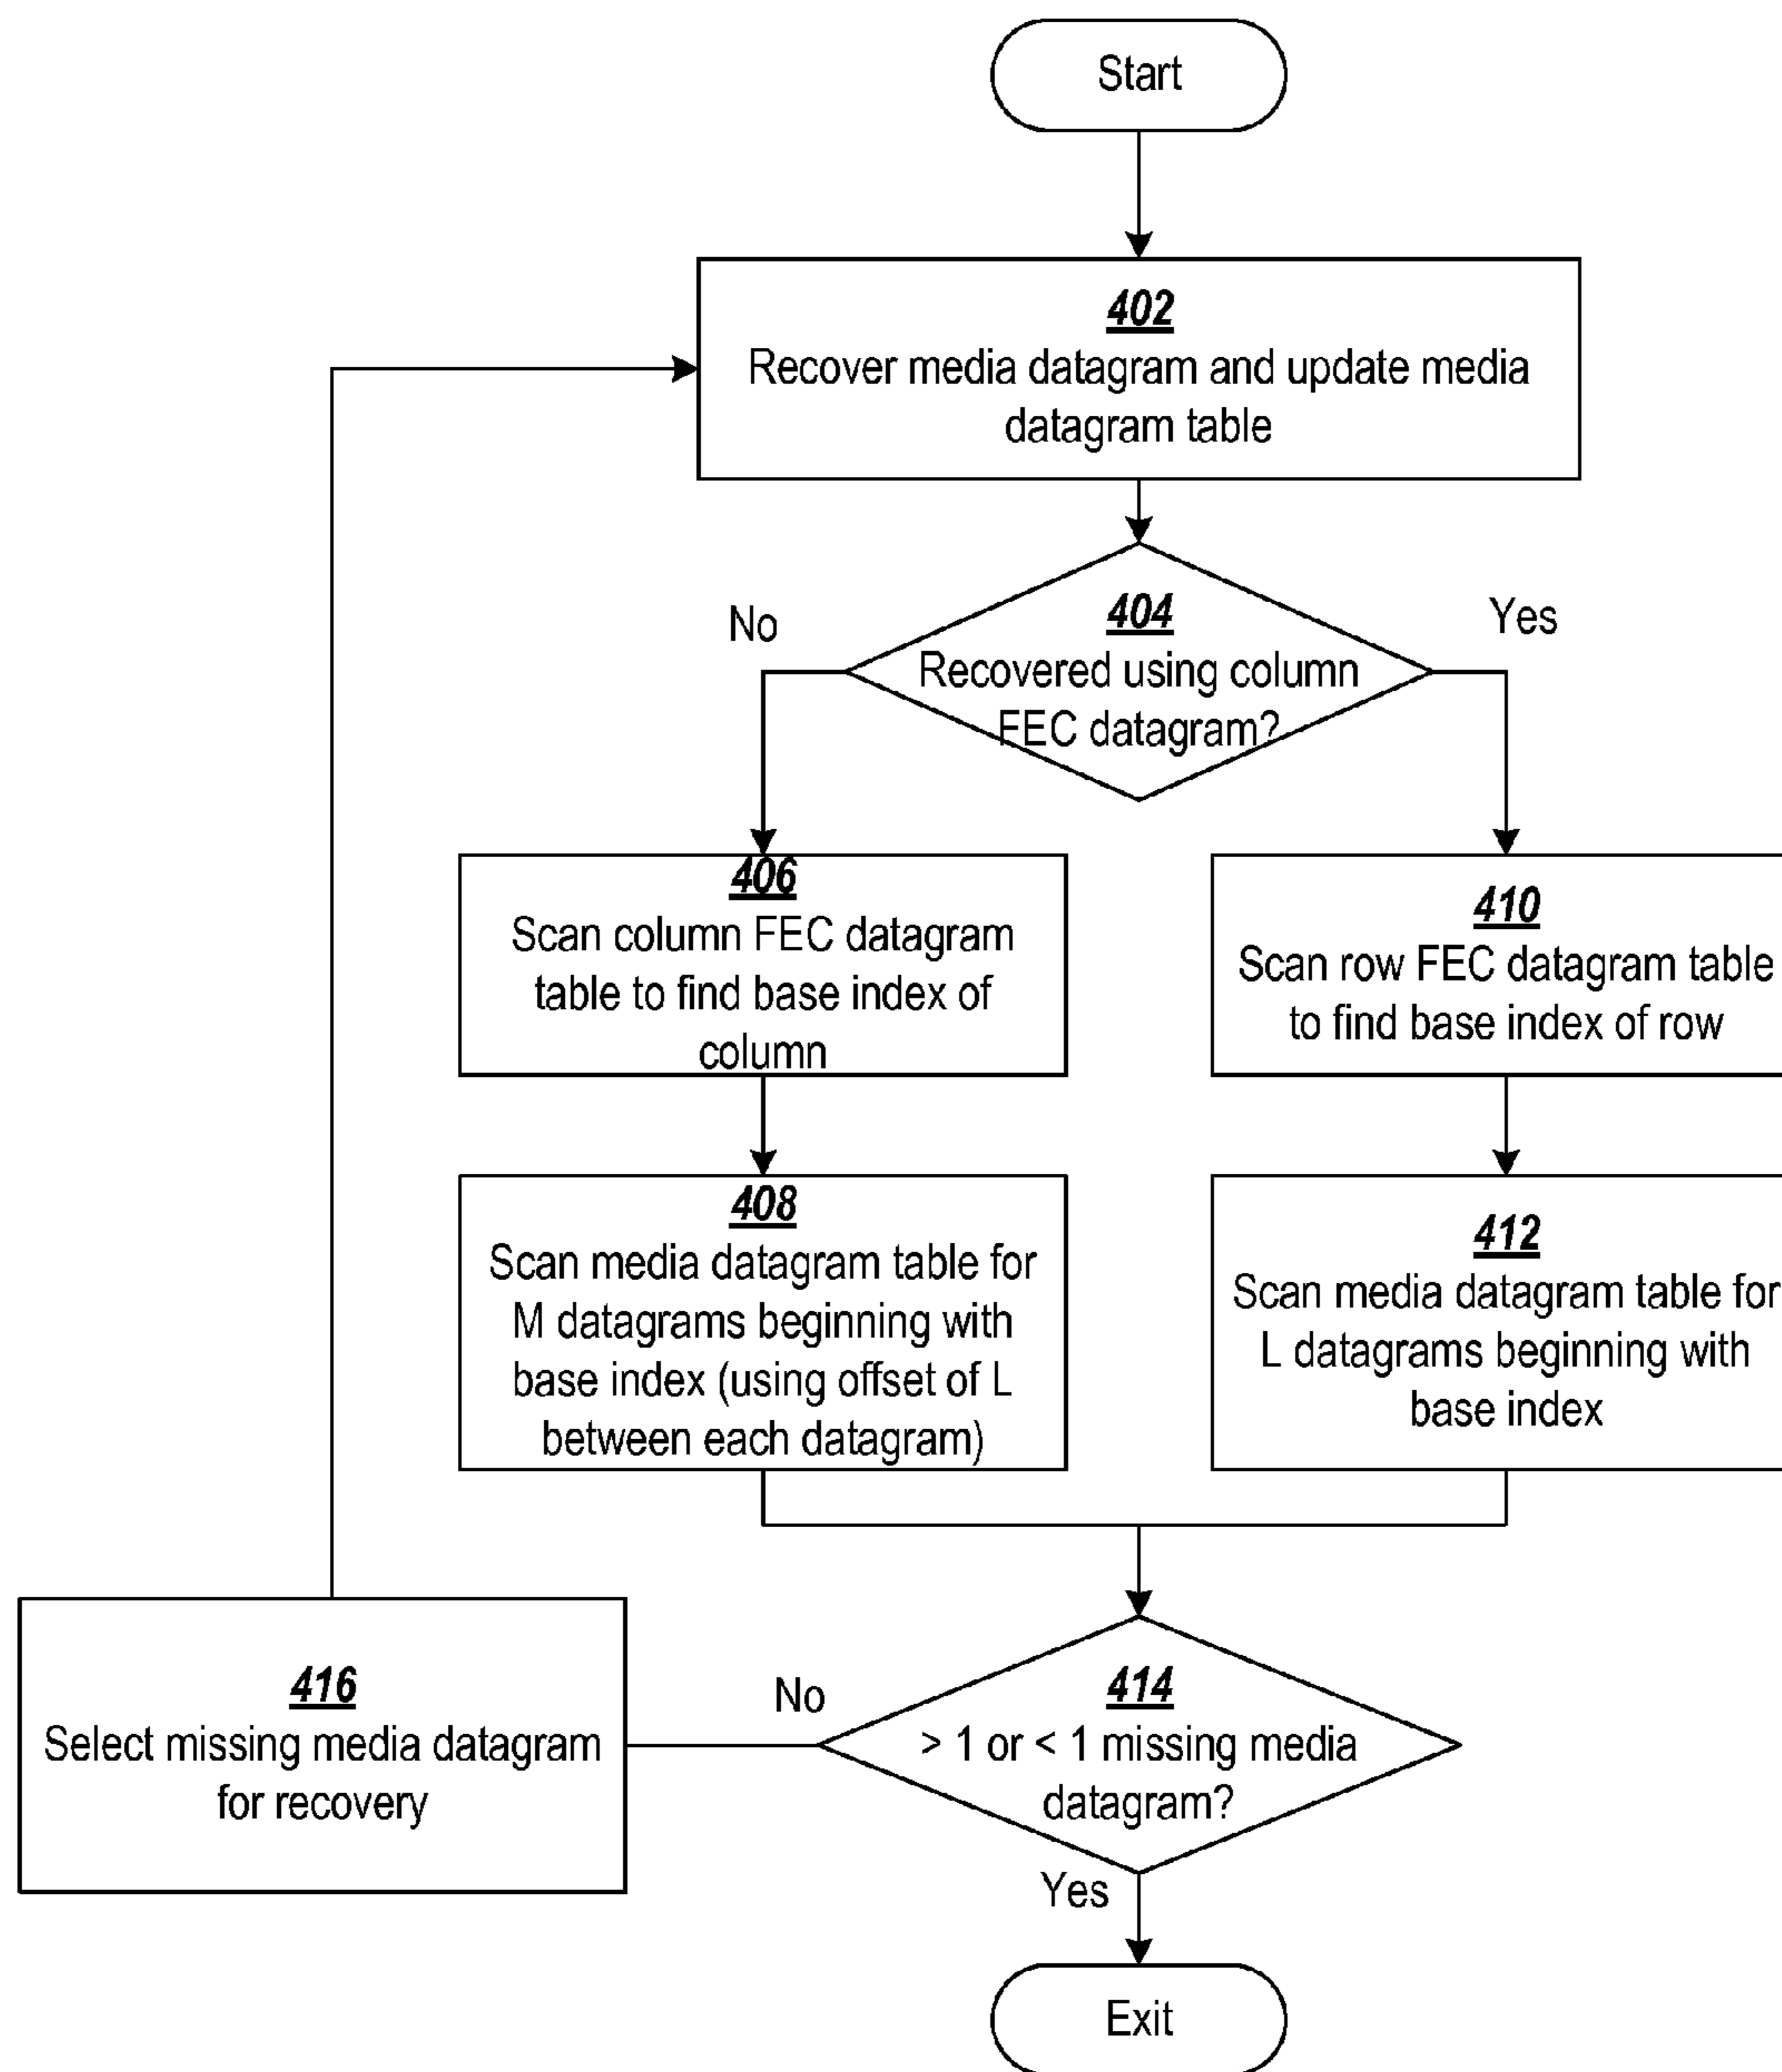 Start
402
Recover media datagram and update media
datagram table
No
Yes
404
Recovered using column
FEC datagram?
406
Scan column FEC datagram
table to find base index of
column
410
Scan row FEC datagram table
to find base index of row
408
Scan media datagram table for
M datagrams beginning with
base index (using offset of L
between each datagram)
412
Scan media datagram table for
L datagrams beginning with
base index
416
Select missing media datagram
for recovery
No
414
> 1 or < 1 missing media
datagram?
Yes
Exit